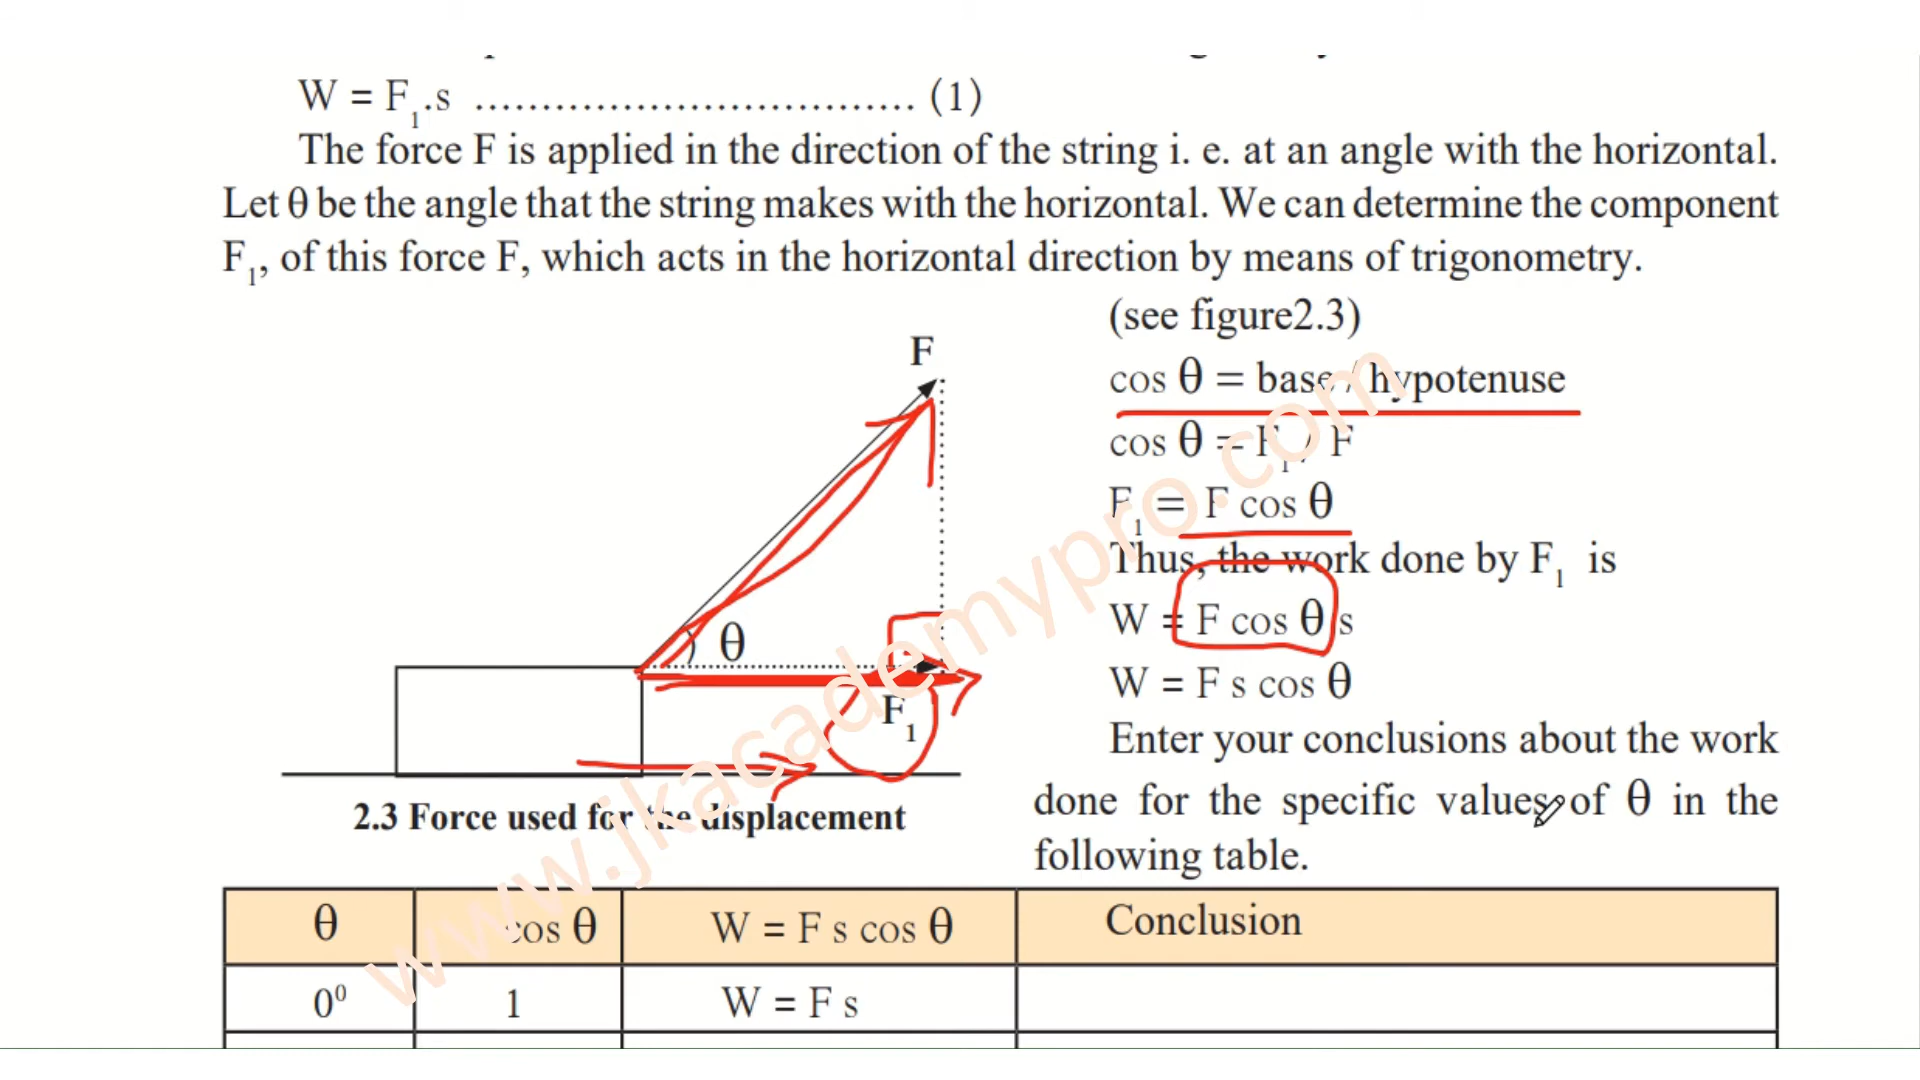 W = F1.s ................................. (1)
The force F is applied in the direction of the string i. e. at an angle with the horizontal.
Let θ be the angle that the string makes with the horizontal. We can determine the component
F1, of this force F, which acts in the horizontal direction by means of trigonometry.
(see figure2.3)
cos θ = base / hypotenuse
cos θ = F1 / F
F1 = F cos θ
Thus, the work done by F1 is
W = F cos θ s
W = F s cos θ
Enter your conclusions about the work
done for the specific values of θ in the
following table.
F
θ
F1
2.3 Force used for the displacement
θ cos θ W = F s cos θ Conclusion
0⁰ 1 W = F s
www.jkacademypro.com